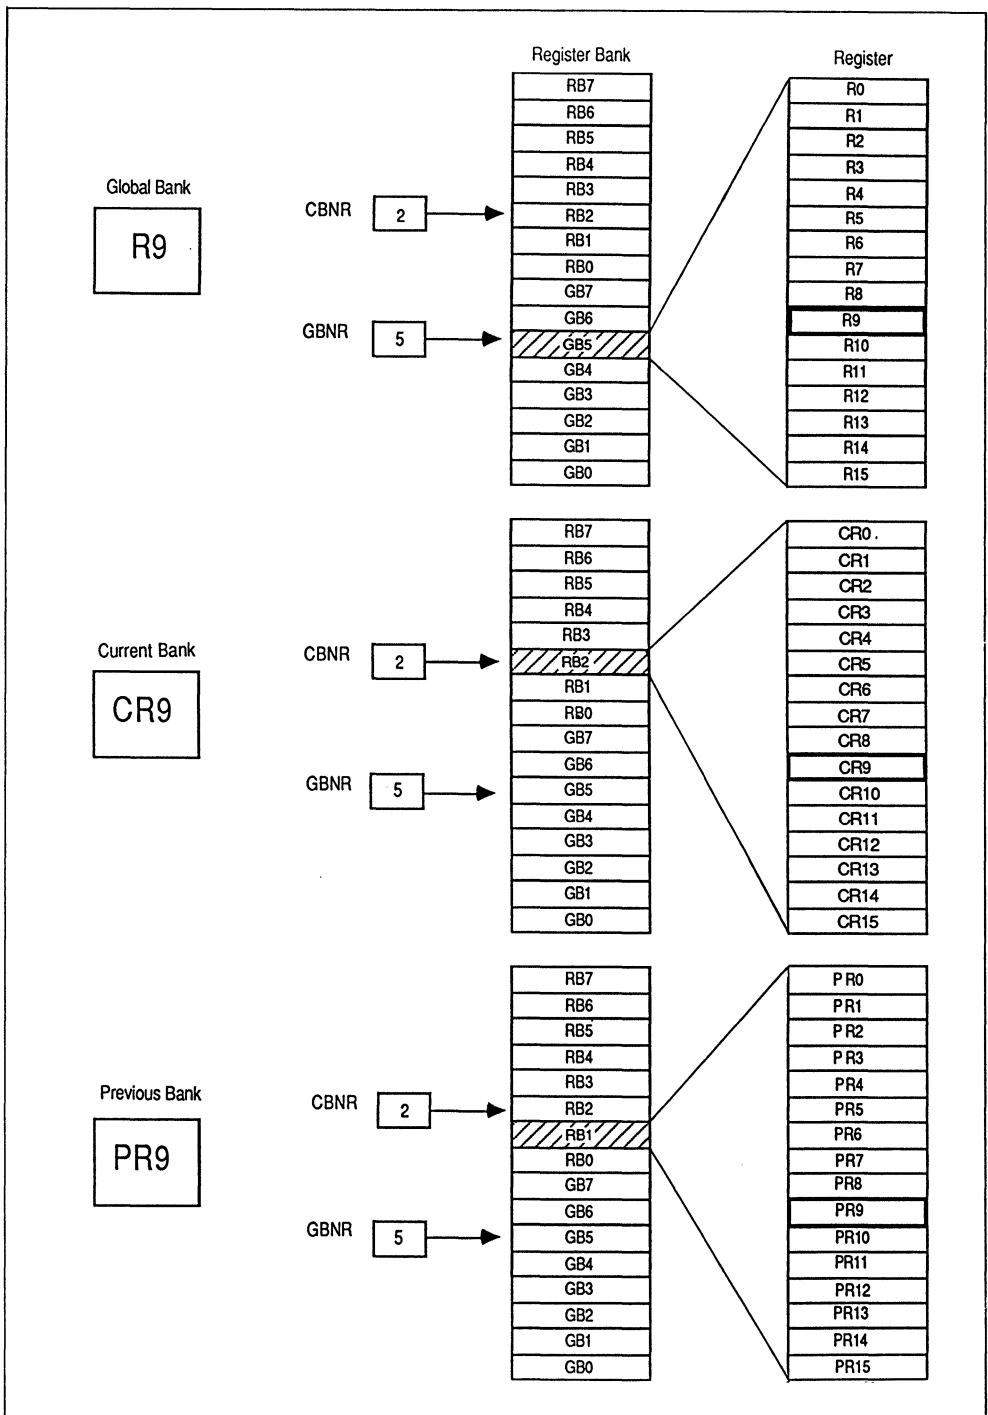 Register Bank
Register
Global Bank
R9
CBNR
2
GBNR
5
RB7
RB6
RB5
RB4
RB3
RB2
RB1
RB0
GB7
GB6
GB5
GB4
GB3
GB2
GB1
GB0
R0
R1
R2
R3
R4
R5
R6
R7
R8
R9
R10
R11
R12
R13
R14
R15
Current Bank
CR9
CBNR
2
GBNR
5
RB7
RB6
RB5
RB4
RB3
RB2
RB1
RB0
GB7
GB6
GB5
GB4
GB3
GB2
GB1
GB0
CR0
CR1
CR2
CR3
CR4
CR5
CR6
CR7
CR8
CR9
CR10
CR11
CR12
CR13
CR14
CR15
Previous Bank
PR9
CBNR
2
GBNR
5
RB7
RB6
RB5
RB4
RB3
RB2
RB1
RB0
GB7
GB6
GB5
GB4
GB3
GB2
GB1
GB0
PR0
PR1
PR2
PR3
PR4
PR5
PR6
PR7
PR8
PR9
PR10
PR11
PR12
PR13
PR14
PR15